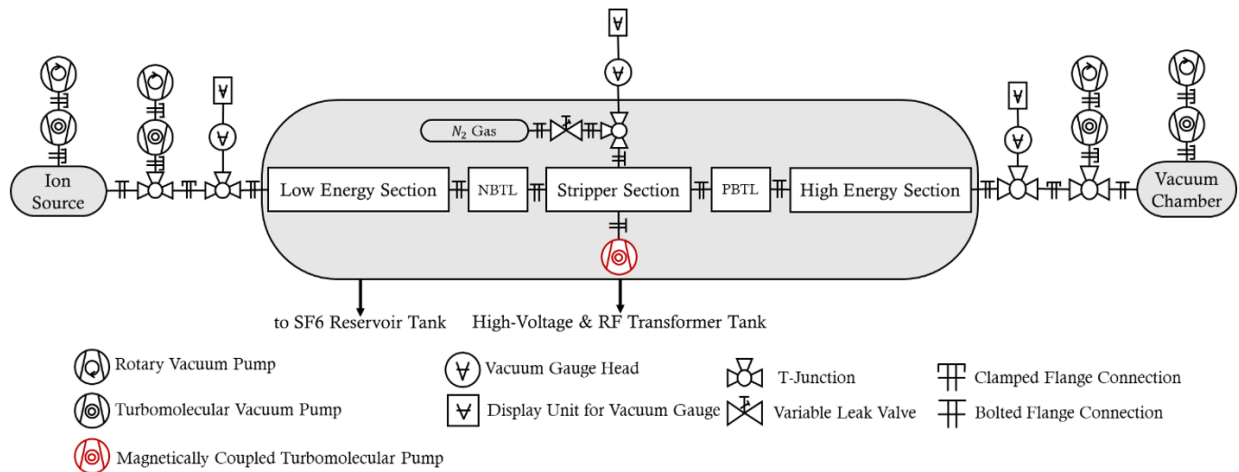 N₂ Gas
Ion
Source
Low Energy Section
NBTL
Stripper Section
PBTL
High Energy Section
Vacuum
Chamber
to SF6 Reservoir Tank
High-Voltage & RF Transformer Tank
Rotary Vacuum Pump
Vacuum Gauge Head
T-Junction
Clamped Flange Connection
Turbomolecular Vacuum Pump
Display Unit for Vacuum Gauge
Variable Leak Valve
Bolted Flange Connection
Magnetically Coupled Turbomolecular Pump